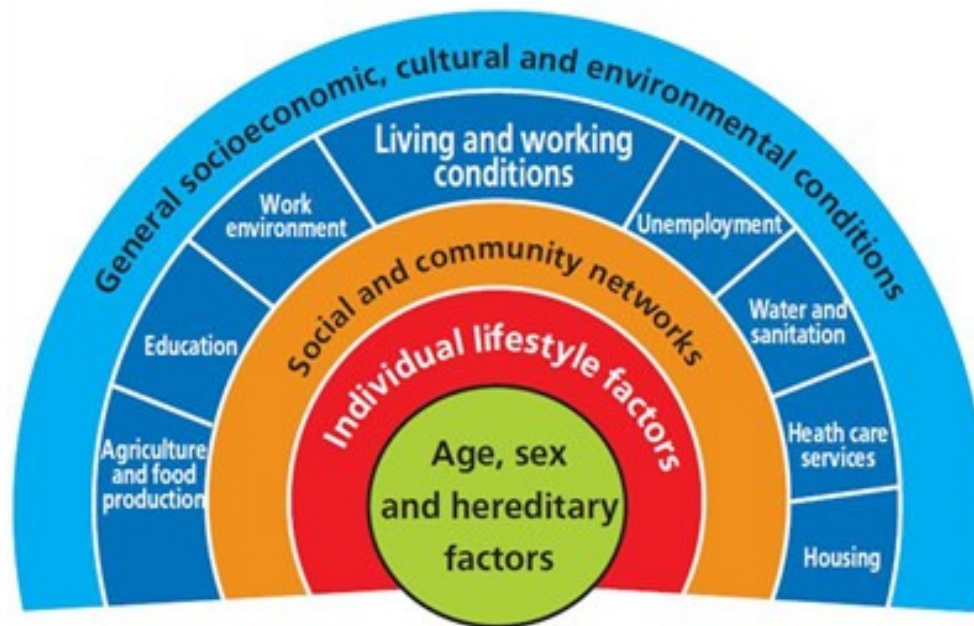 General socioeconomic, cultural and environmental conditions
Living and working
conditions
Work
environment
Unemployment
Education
Water and
sanitation
Agriculture
and food
production
Heath care
services
Housing
Social and community networks
Individual lifestyle factors
Age, sex
and hereditary
factors